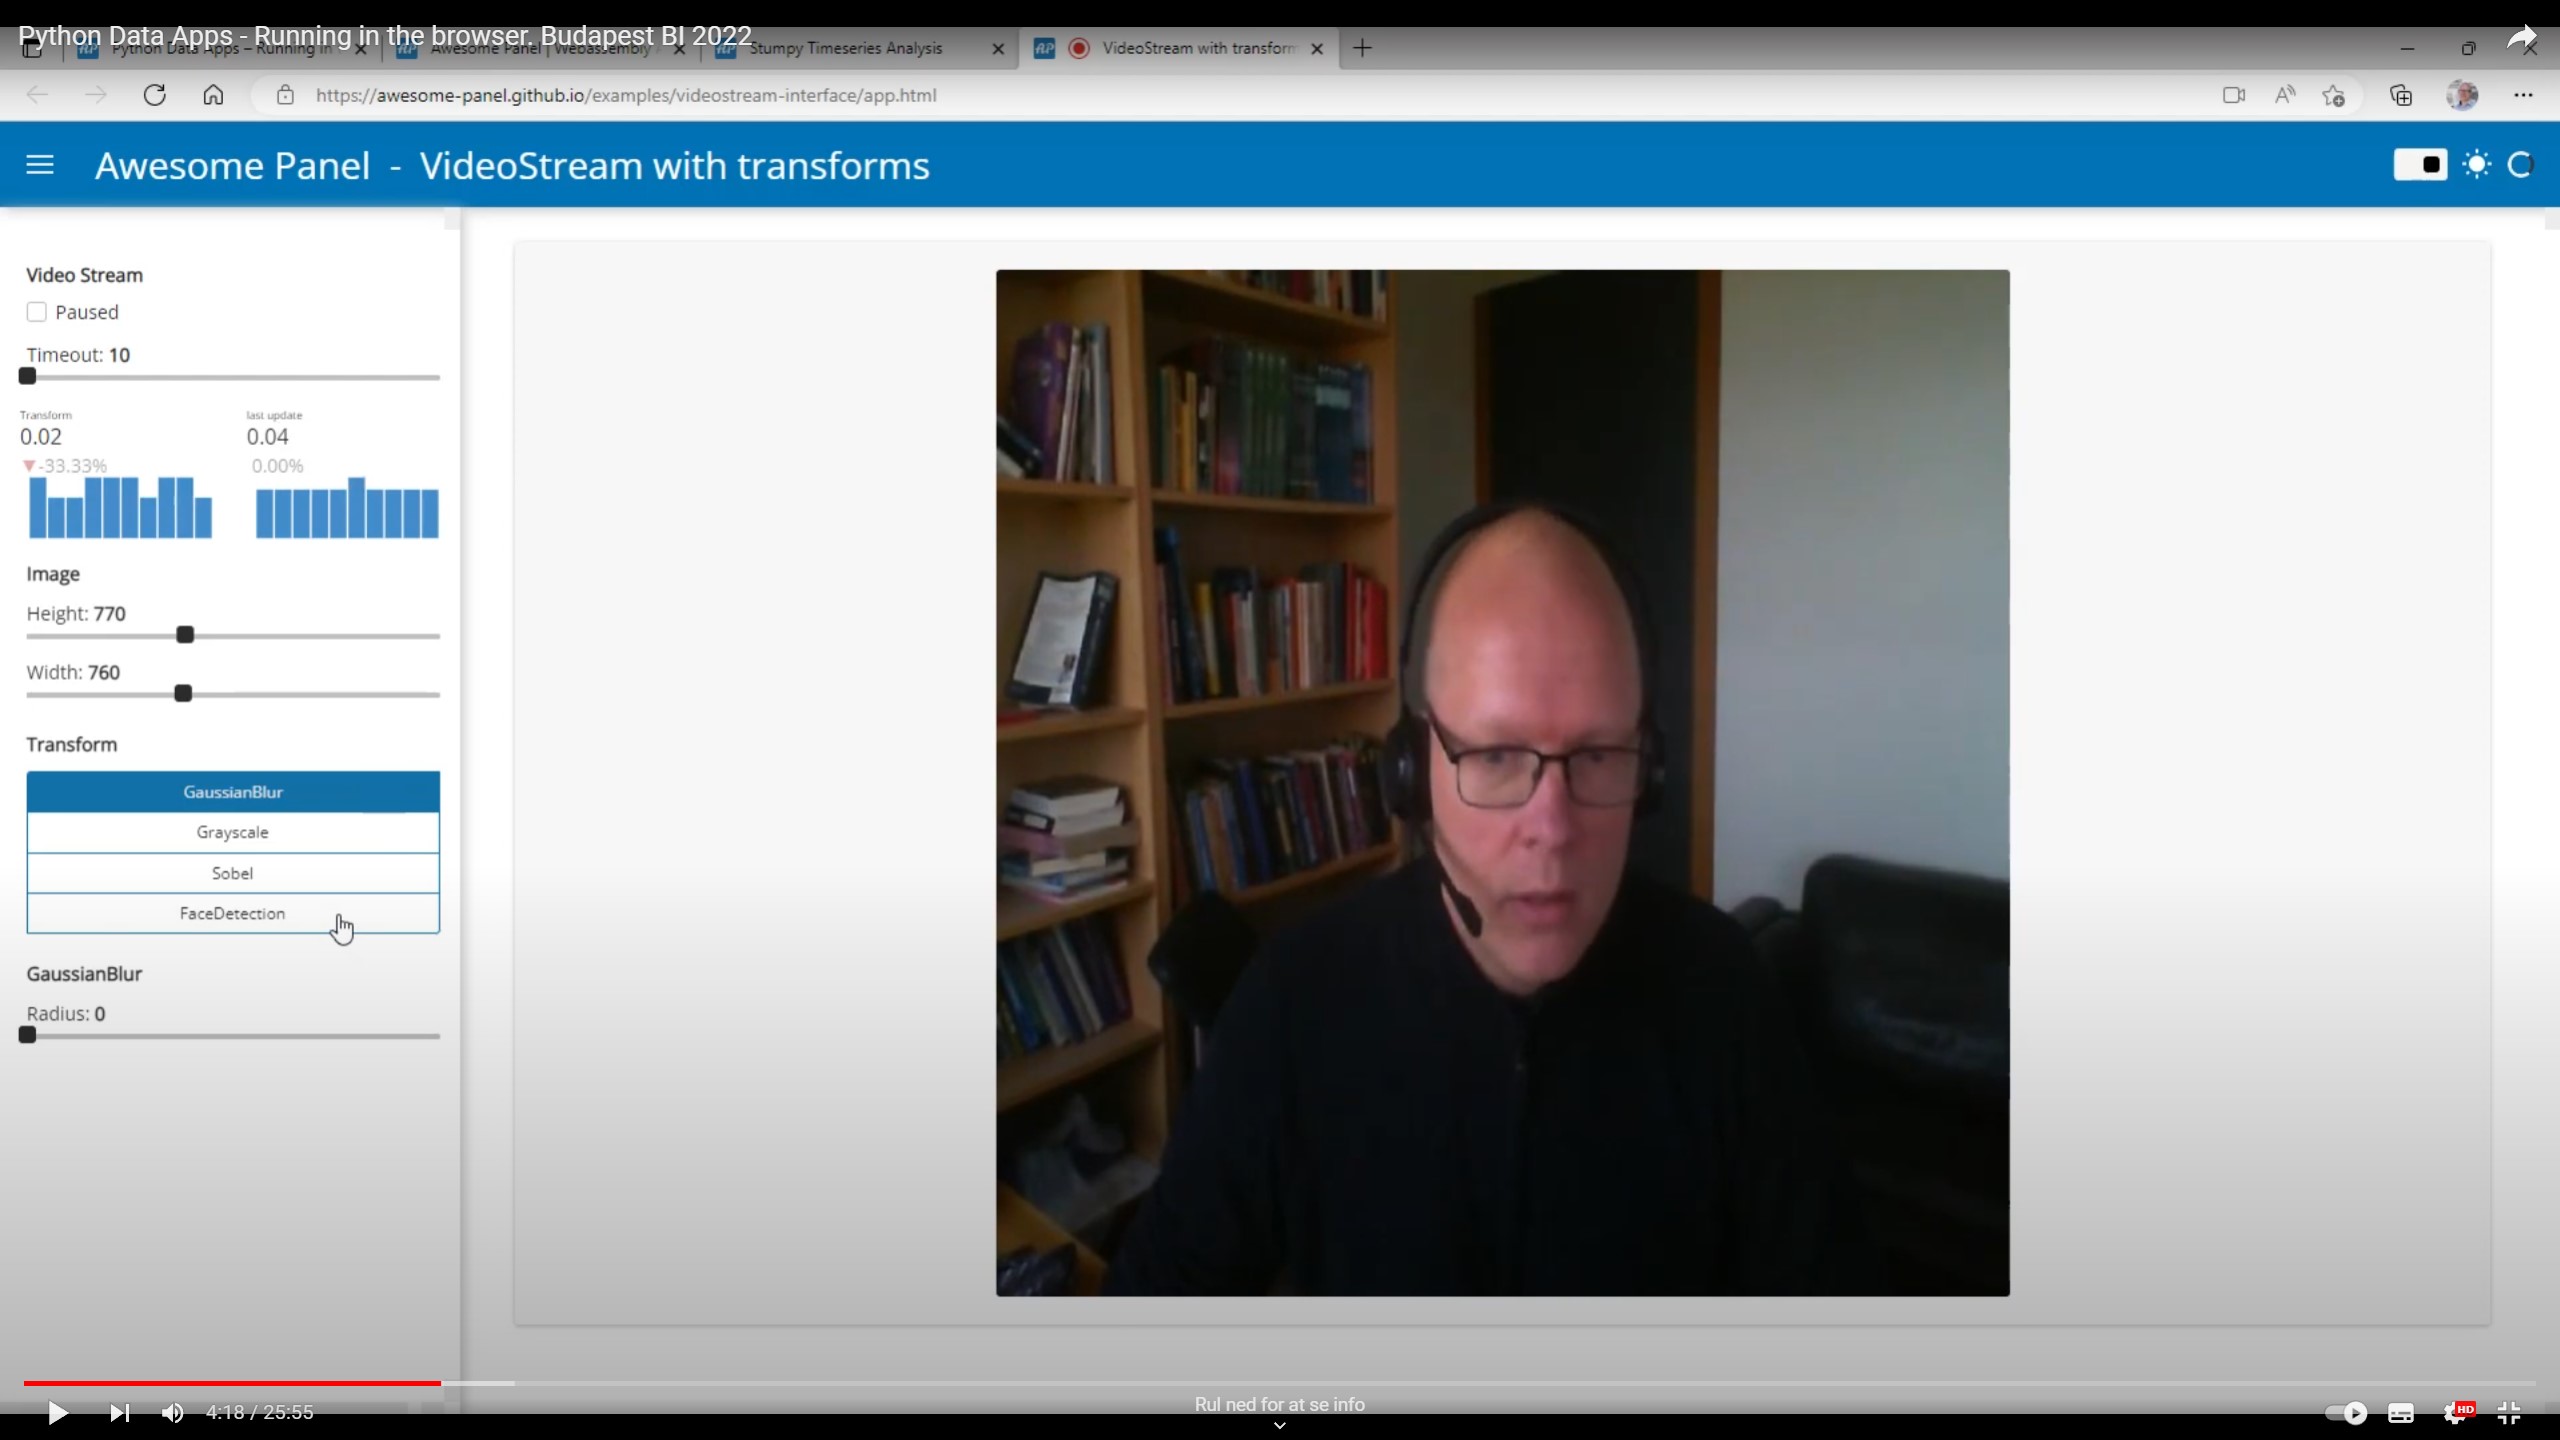 Python Data Apps - Running in the browser. Budapest BI 2022
Python Data Apps – Running in
Awesome Panel | Webassembly
Stumpy Timeseries Analysis
VideoStream with transform
https://awesome-panel.github.io/examples/videostream-interface/app.html
Awesome Panel - VideoStream with transforms
Video Stream
Paused
Timeout: 10
Transform
last update
0.02
0.04
▼-33.33%
0.00%
Image
Height: 770
Width: 760
Transform
GaussianBlur
Grayscale
Sobel
FaceDetection
GaussianBlur
Radius: 0
4:18 / 25:55
Rul ned for at se info
HD